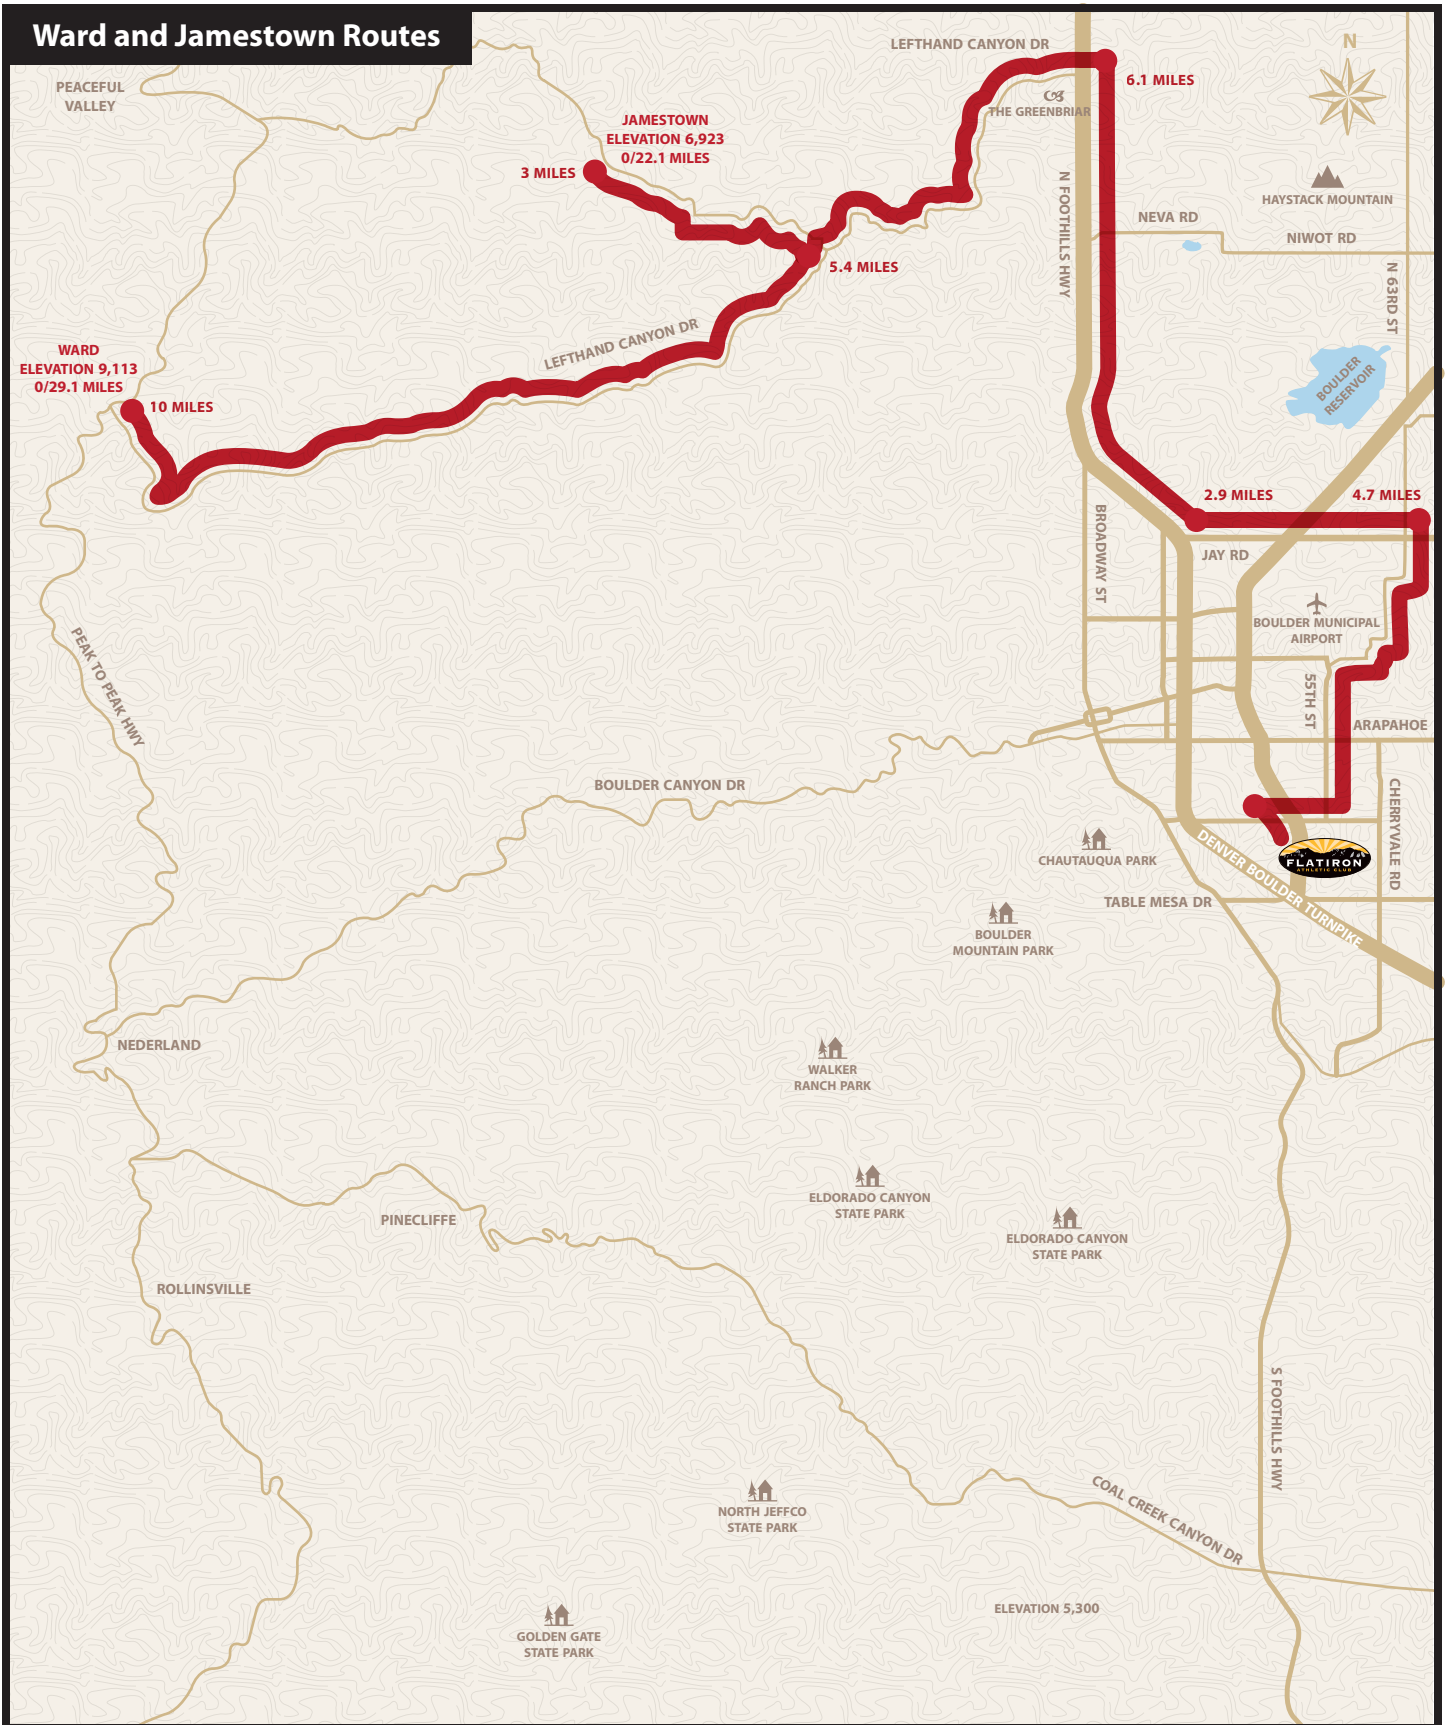 Ward and Jamestown Routes
LEFTHAND CANYON DR
N
PEACEFUL
VALLEY
6.1 MILES
THE GREENBRIAR
JAMESTOWN
ELEVATION 6,923
0/22.1 MILES
3 MILES
HAYSTACK MOUNTAIN
NEVA RD
NIWOT RD
N FOOTHILLS HWY
5.4 MILES
N 63RD ST
LEFTHAND CANYON DR
WARD
ELEVATION 9,113
0/29.1 MILES
10 MILES
BOULDER
RESERVOIR
2.9 MILES
4.7 MILES
BROADWAY ST
JAY RD
BOULDER MUNICIPAL
AIRPORT
PEAK TO PEAK HWY
55TH ST
ARAPAHOE
BOULDER CANYON DR
CHERRYVALE RD
CHAUTAUQUA PARK
DENVER BOULDER TURNPIKE
FLATIRON
ATHLETIC CLUB
TABLE MESA DR
BOULDER
MOUNTAIN PARK
NEDERLAND
WALKER
RANCH PARK
ELDORADO CANYON
STATE PARK
PINECLIFFE
ELDORADO CANYON
STATE PARK
ROLLINSVILLE
S FOOTHILLS HWY
COAL CREEK CANYON DR
NORTH JEFFCO
STATE PARK
ELEVATION 5,300
GOLDEN GATE
STATE PARK